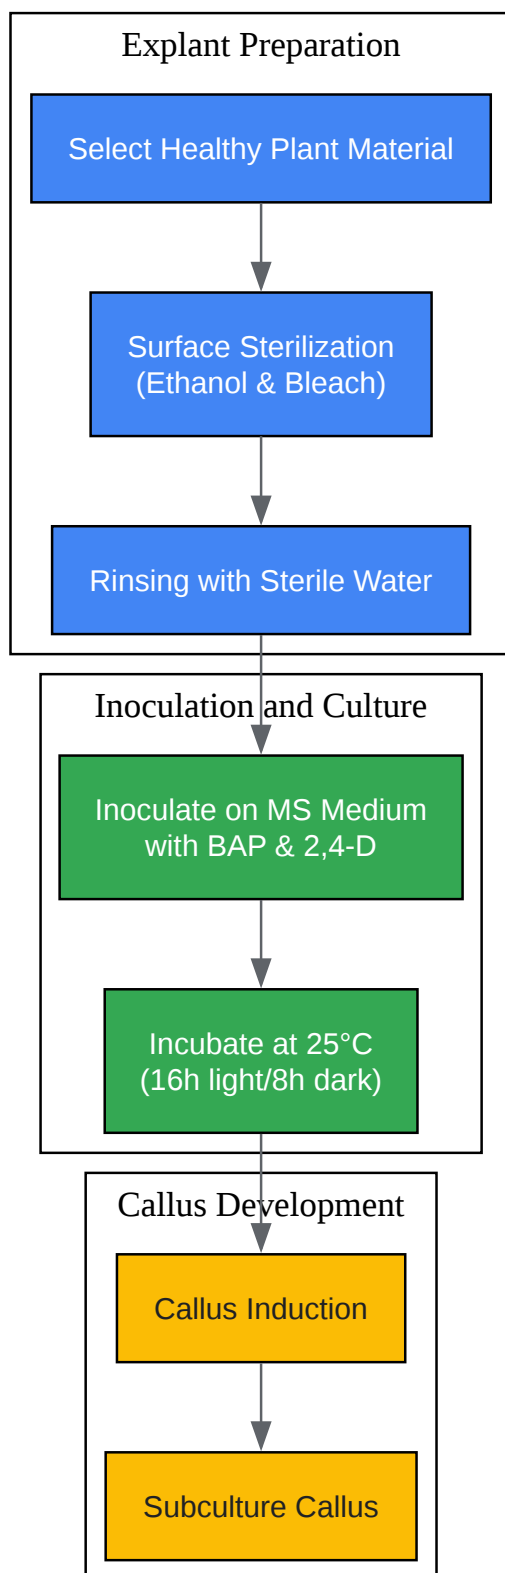 Explant Preparation
Select Healthy Plant Material
Surface Sterilization
(Ethanol & Bleach)
Rinsing with Sterile Water
Inoculation and Culture
Inoculate on MS Medium
with BAP & 2,4-D
Incubate at 25°C
(16h light/8h dark)
Callus Development
Callus Induction
Subculture Callus